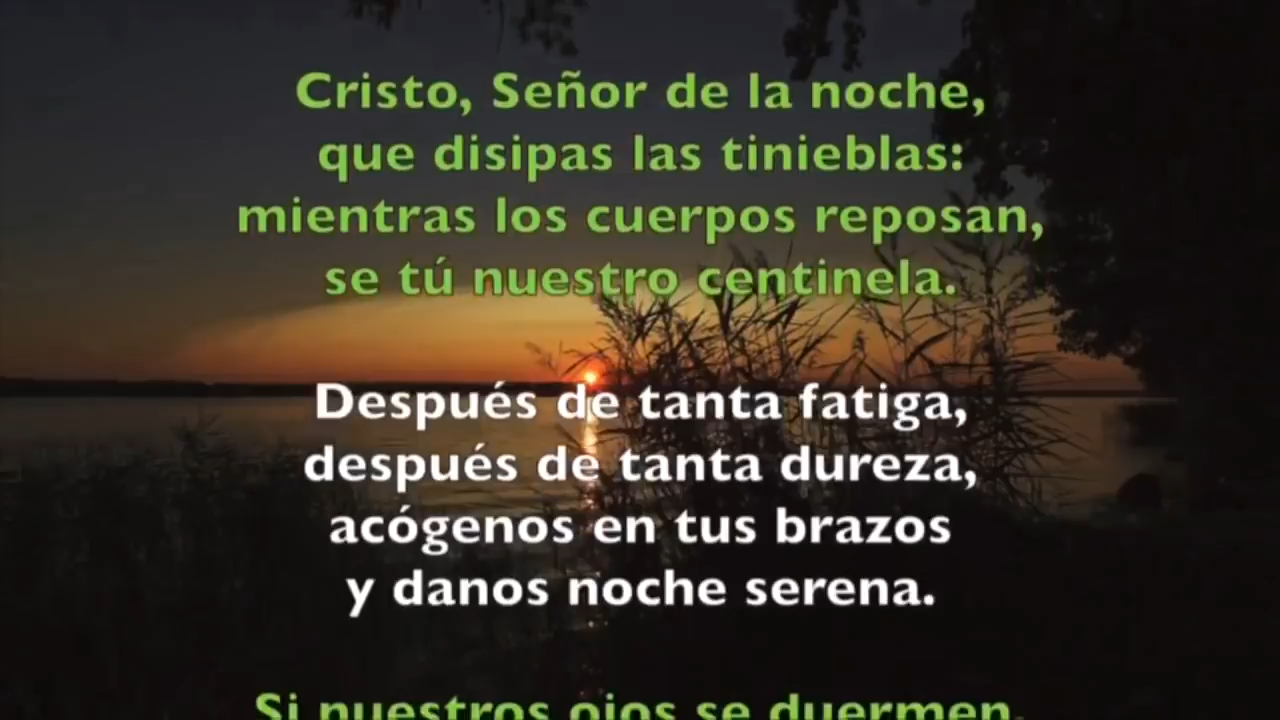 Cristo, Señor de la noche,
que disipas las tinieblas:
mientras los cuerpos reposan,
se tú nuestro centinela.
Después de tanta fatiga,
después de tanta dureza,
acógenos en tus brazos
y danos noche serena.
Si nuestros ojos se duermen,